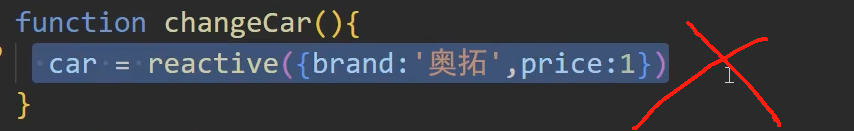 function changeCar(){
car = reactive({brand:'奥拓',price:1})
}